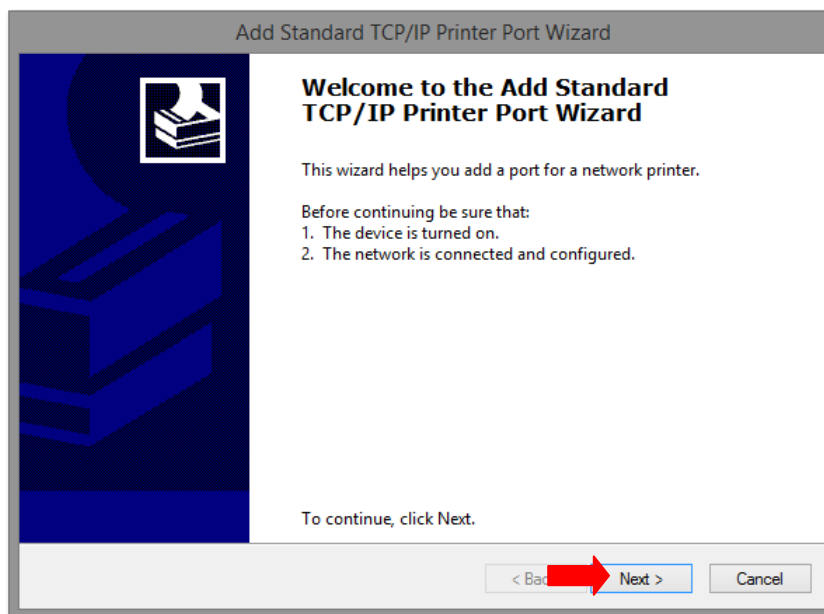 Add Standard TCP/IP Printer Port Wizard
Welcome to the Add Standard
TCP/IP Printer Port Wizard
This wizard helps you add a port for a network printer.
Before continuing be sure that:
1. The device is turned on.
2. The network is connected and configured.
To continue, click Next.
< Bac Next > Cancel